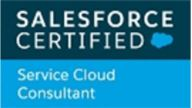 SALESFORCE
CERTIFIED
Service Cloud
Consultant